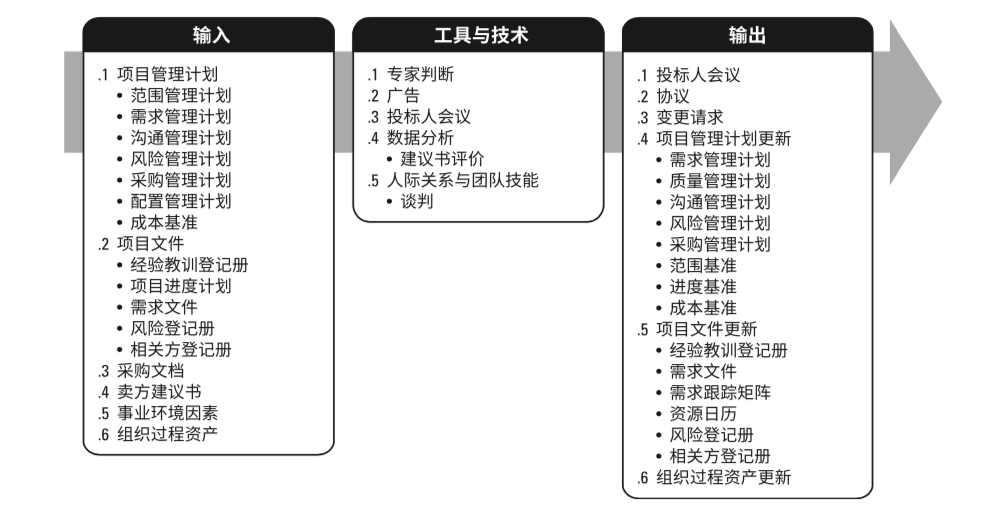 输入
.1 项目管理计划
• 范围管理计划
• 需求管理计划
• 沟通管理计划
• 风险管理计划
• 采购管理计划
• 配置管理计划
• 成本基准
.2 项目文件
• 经验教训登记册
• 项目进度计划
• 需求文件
• 风险登记册
• 相关方登记册
.3 采购文档
.4 卖方建议书
.5 事业环境因素
.6 组织过程资产
工具与技术
.1 专家判断
.2 广告
.3 投标人会议
.4 数据分析
• 建议书评价
.5 人际关系与团队技能
• 谈判
输出
.1 投标人会议
.2 协议
.3 变更请求
.4 项目管理计划更新
• 需求管理计划
• 质量管理计划
• 沟通管理计划
• 风险管理计划
• 采购管理计划
• 范围基准
• 进度基准
• 成本基准
.5 项目文件更新
• 经验教训登记册
• 需求文件
• 需求跟踪矩阵
• 资源日历
• 风险登记册
• 相关方登记册
.6 组织过程资产更新